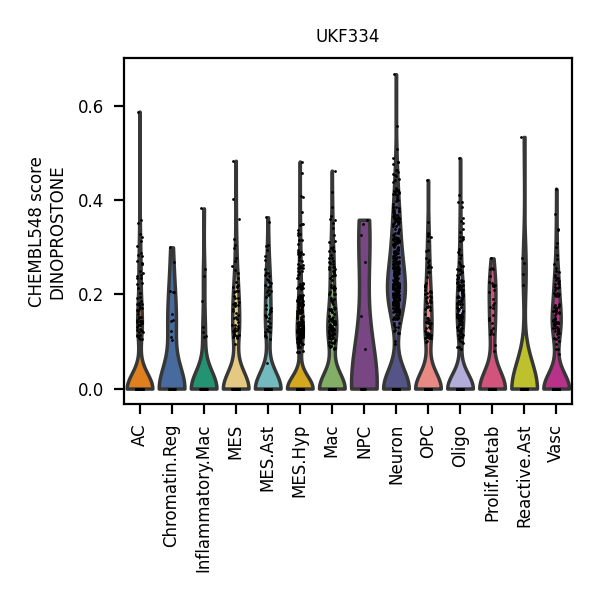 UKF334
CHEMBL548 score
DINOPROSTONE
0.6
0.4
0.2
0.0
AC
Chromatin.Reg
Inflammatory.Mac
MES
MES.Ast
MES.Hyp
Mac
NPC
Neuron
OPC
Oligo
Prolif.Metab
Reactive.Ast
Vasc